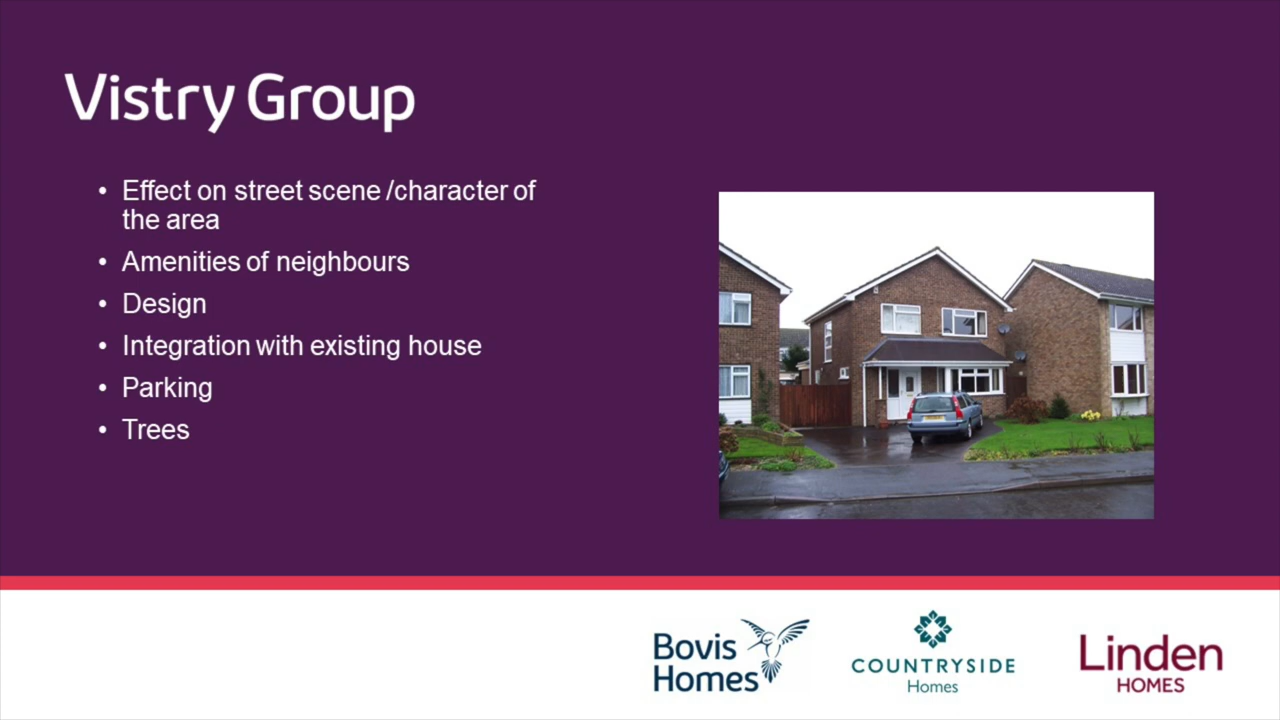 Vistry Group
• Effect on street scene /character of
the area
• Amenities of neighbours
• Design
• Integration with existing house
• Parking
• Trees
Bovis
Homes
COUNTRYSIDE
Homes
Linden
HOMES